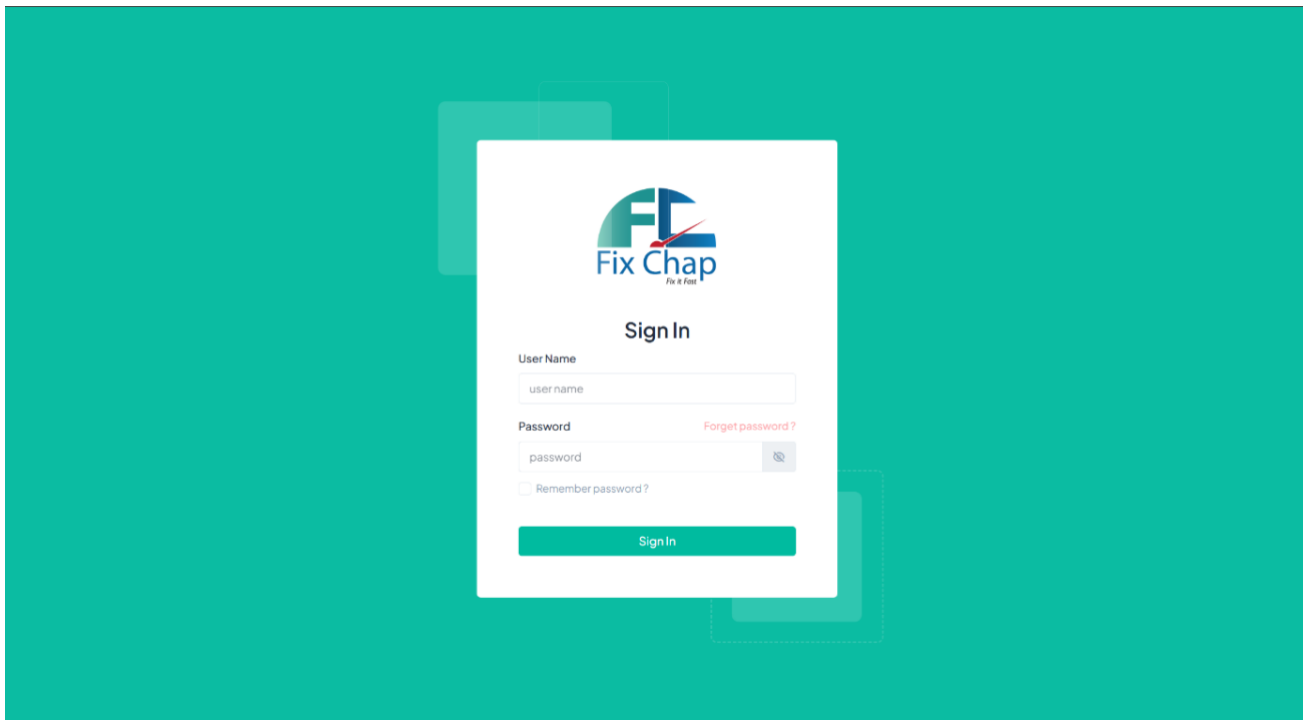 FC
Fix Chap
Fix it Fast
Sign In
User Name
user name
Password
Forget password ?
password
Remember password ?
Sign In